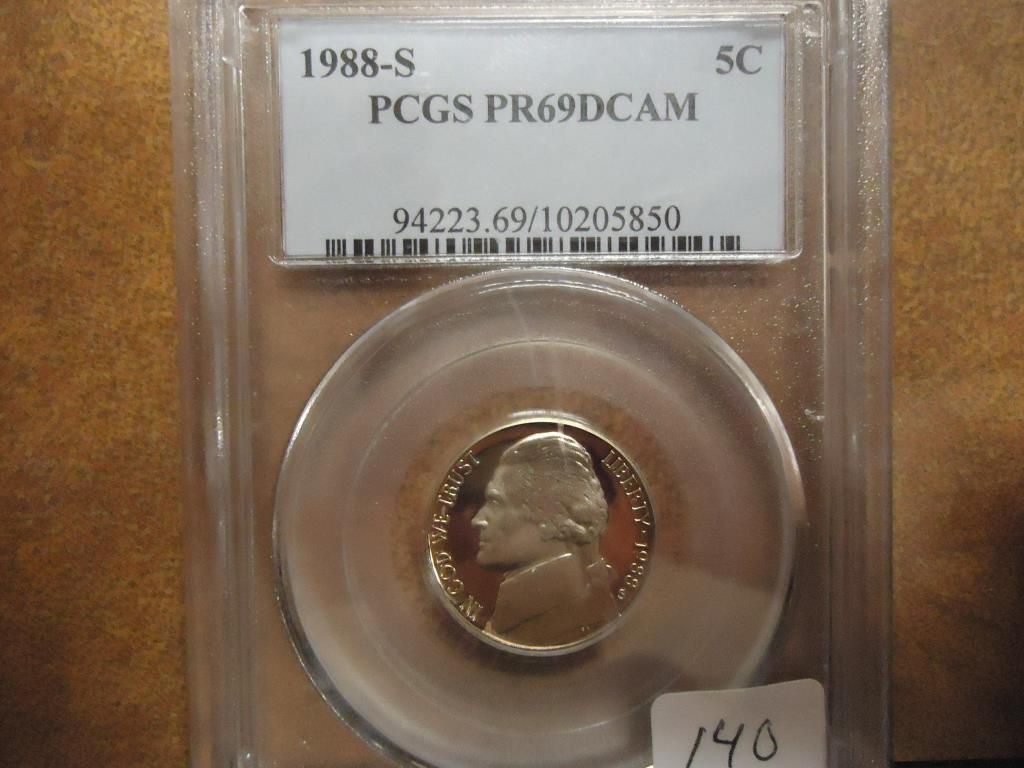 1988-S 5C
PCGS PR69DCAM
94223.69/10205850
IN GOD WE TRUST
LIBERTY 1988 S
140